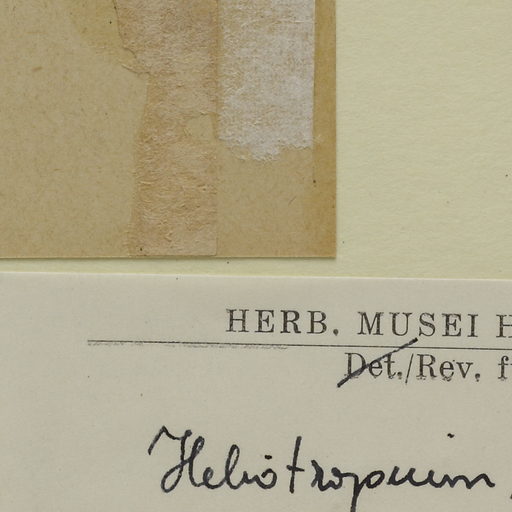 HERB. MUSEI H
Det./Rev. f
Heliotropium